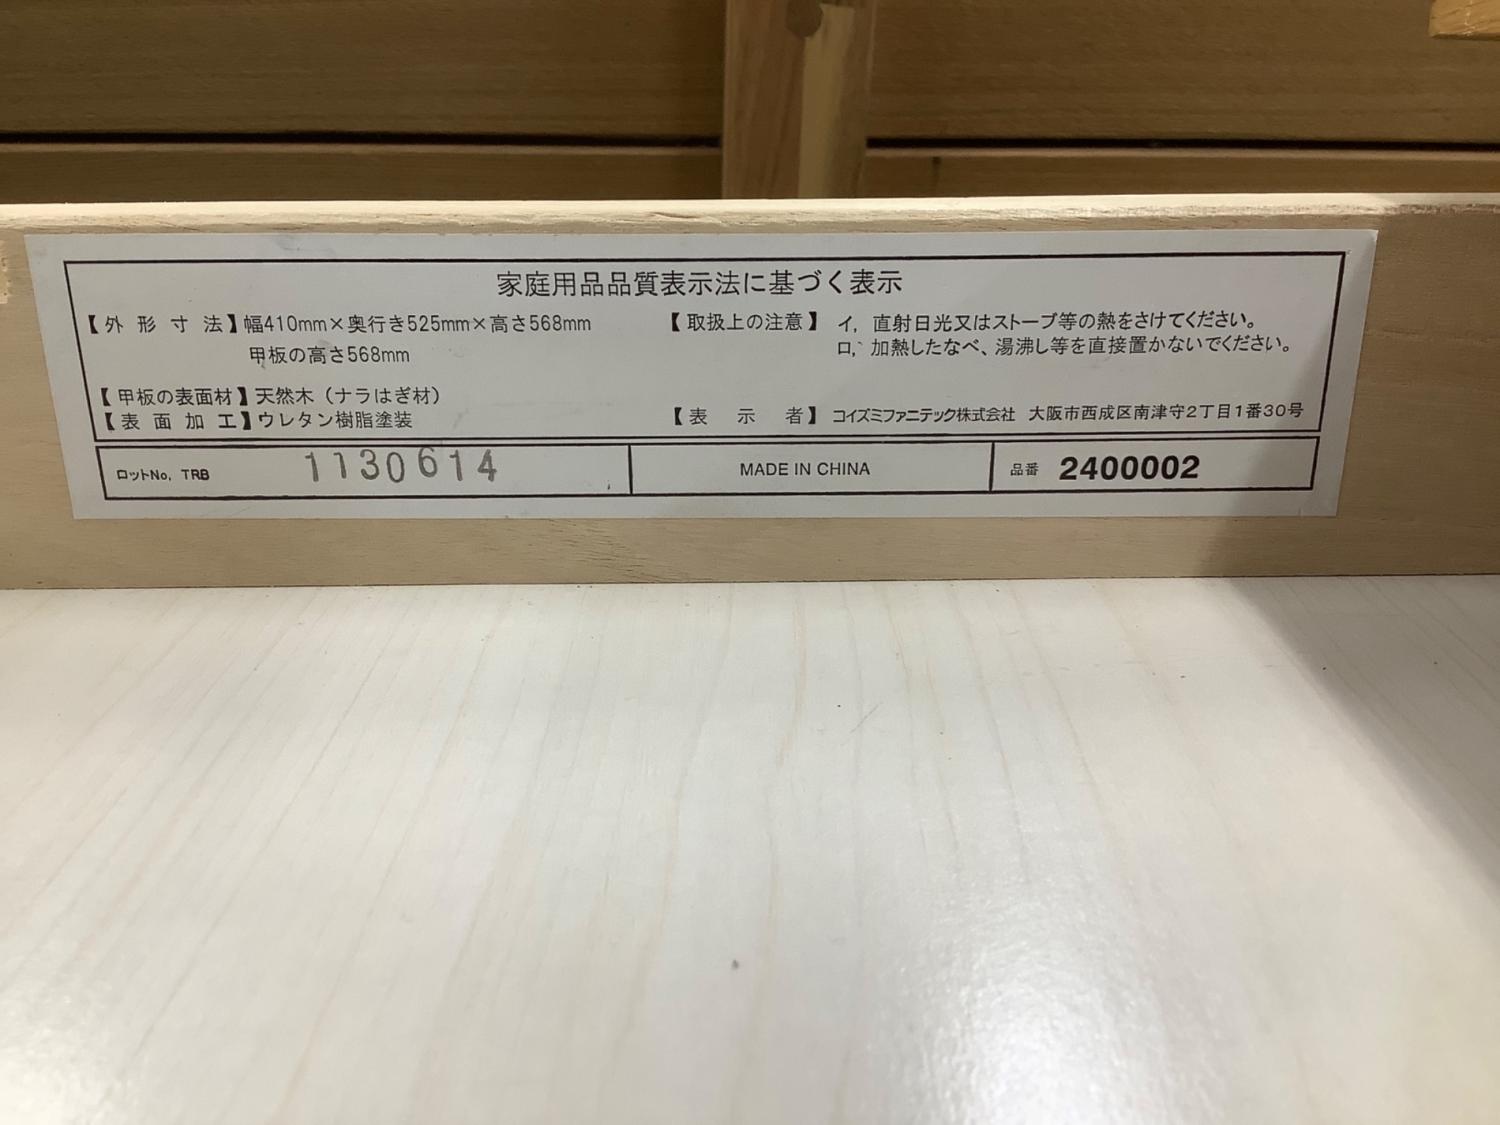 家庭用品品質表示法に基づく表示
【外形寸法】幅410mm×奥行き525mm×高さ568mm
甲板の高さ568mm
【甲板の表面材】天然木（ナラはぎ材）
【表面加工】ウレタン樹脂塗装
【取扱上の注意】イ，直射日光又はストーブ等の熱をさけてください。
ロ，加熱したなべ、湯沸し等を直接置かないでください。
【表示者】コイズミファニテック株式会社 大阪市西成区南津守2丁目1番30号
ロットNo, TRB 1130614
MADE IN CHINA
品番 2400002